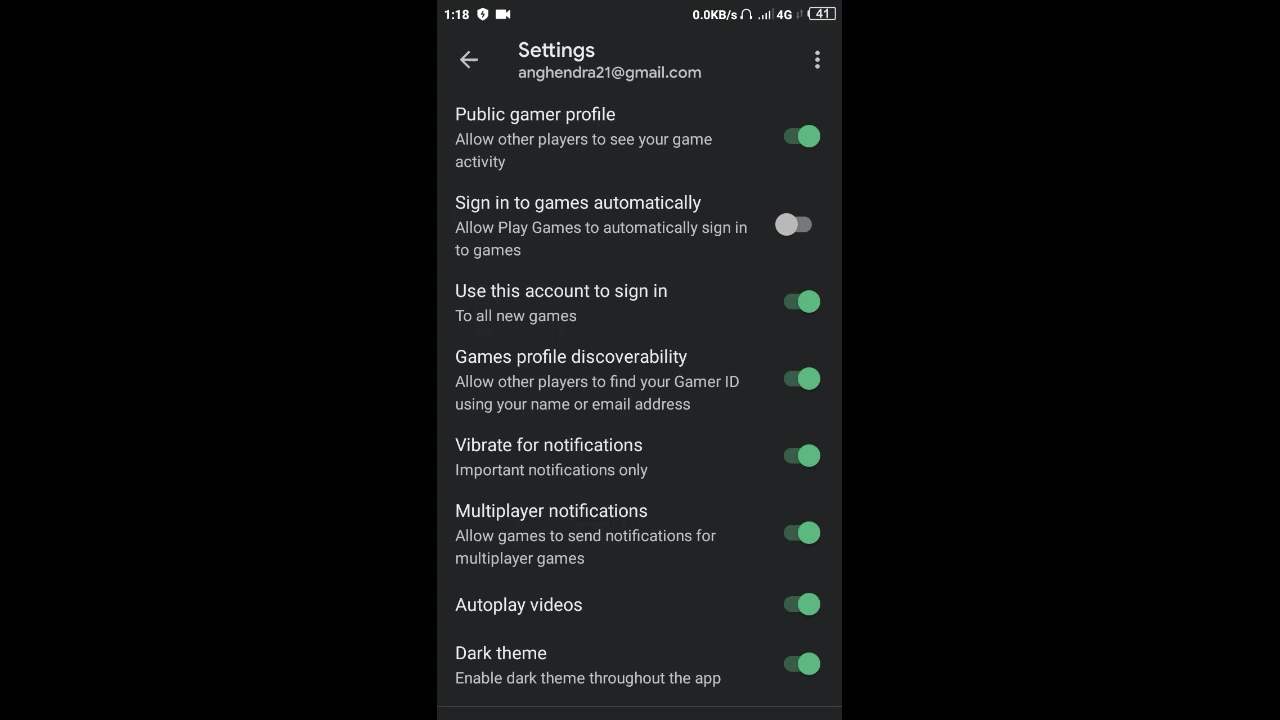 1:18 0.0KB/s 4G 41
Settings
anghendra21@gmail.com
Public gamer profile
Allow other players to see your game
activity
Sign in to games automatically
Allow Play Games to automatically sign in
to games
Use this account to sign in
To all new games
Games profile discoverability
Allow other players to find your Gamer ID
using your name or email address
Vibrate for notifications
Important notifications only
Multiplayer notifications
Allow games to send notifications for
multiplayer games
Autoplay videos
Dark theme
Enable dark theme throughout the app